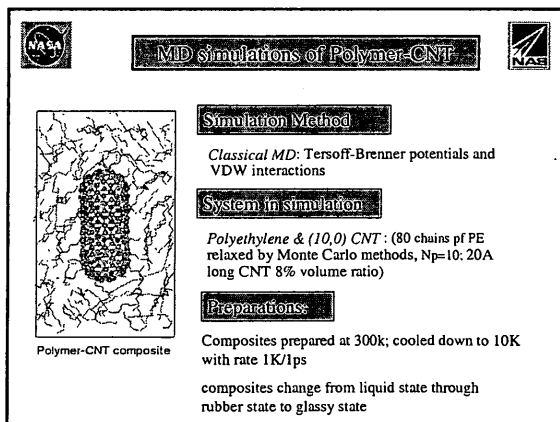 NASA
MD simulations of Polymer-CNT
NAS
Simulation Method
Classical MD: Tersoff-Brenner potentials and
VDW interactions
System in simulation
Polyethylene & (10,0) CNT : (80 chains pf PE
relaxed by Monte Carlo methods, Np=10; 20A
long CNT 8% volume ratio)
Preparations:
Composites prepared at 300k; cooled down to 10K
with rate 1K/1ps
composites change from liquid state through
rubber state to glassy state
Polymer-CNT composite